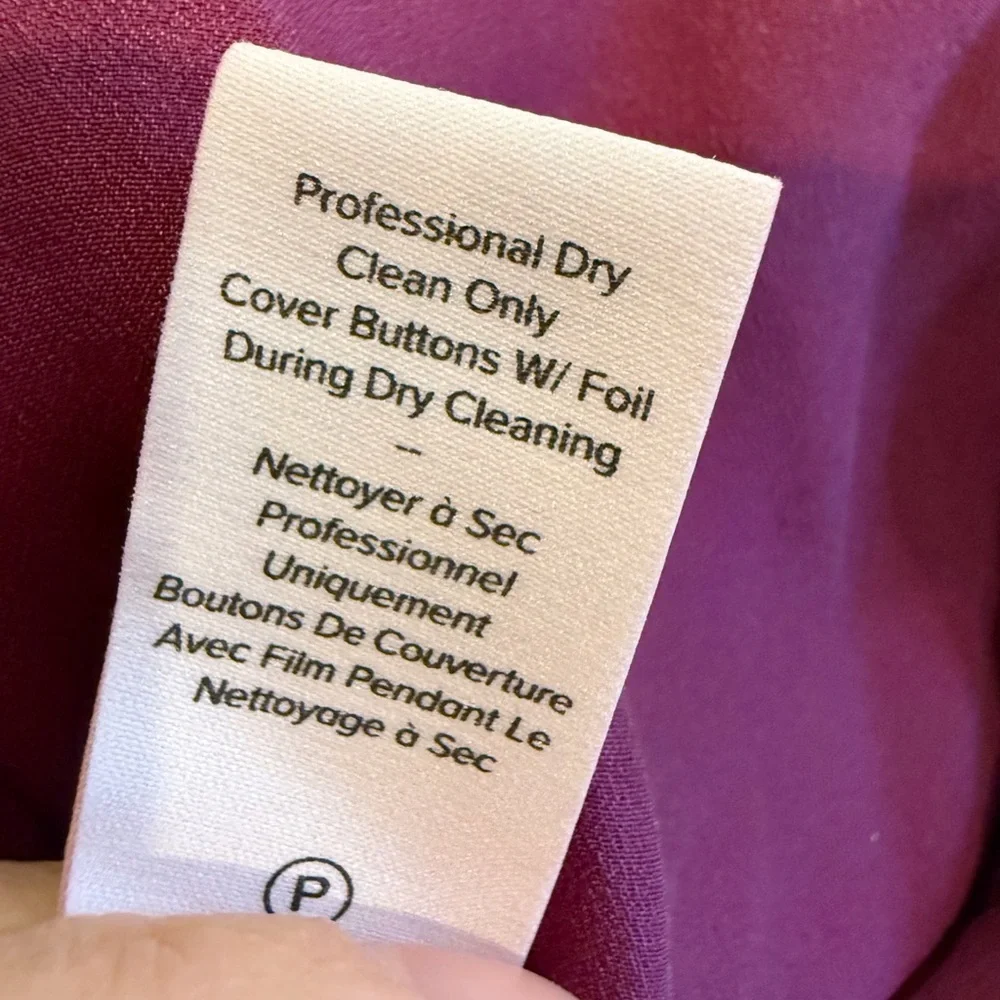 Professional Dry
Clean Only
Cover Buttons W/ Foil
During Dry Cleaning
--
Nettoyer à Sec
Professionnel
Uniquement
Boutons De Couverture
Avec Film Pendant Le
Nettoyage à Sec
P